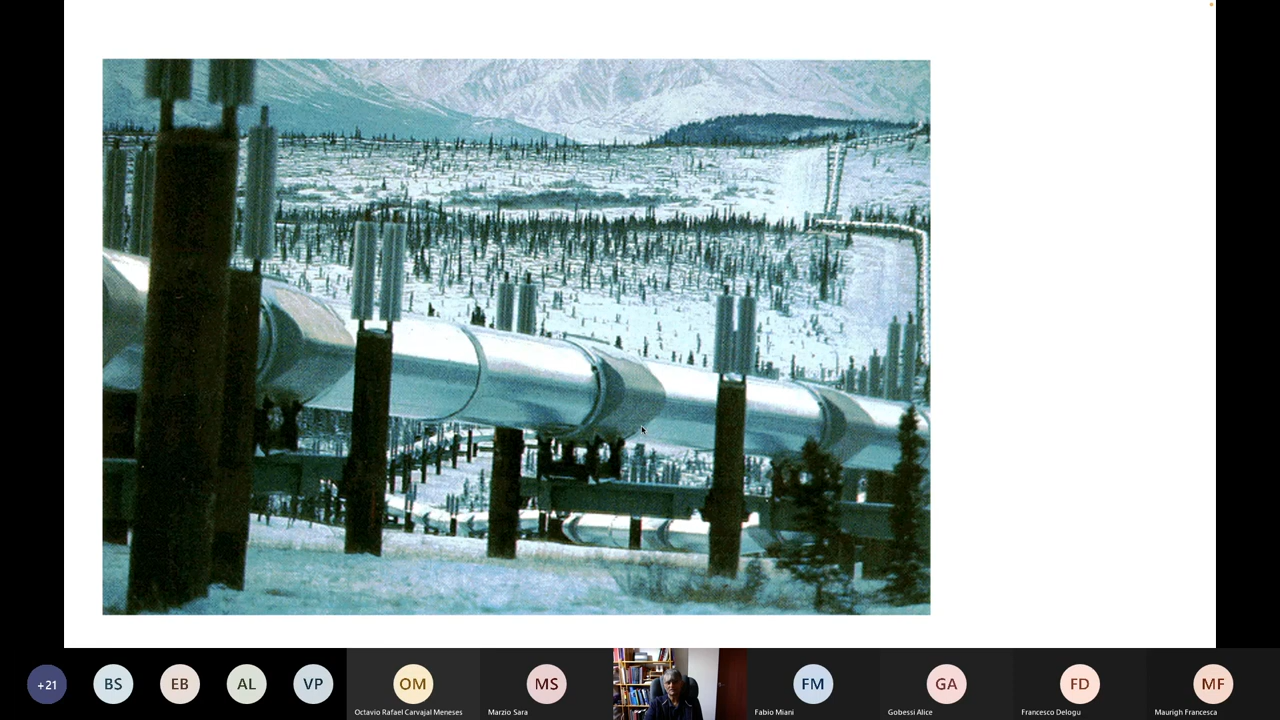 +21
BS
EB
AL
VP
OM
Octavio Rafael Carvajal Meneses
MS
Marzio Sara
FM
Fabio Miani
GA
Gobessi Alice
FD
Francesco Delogu
MF
Maurigh Francesca